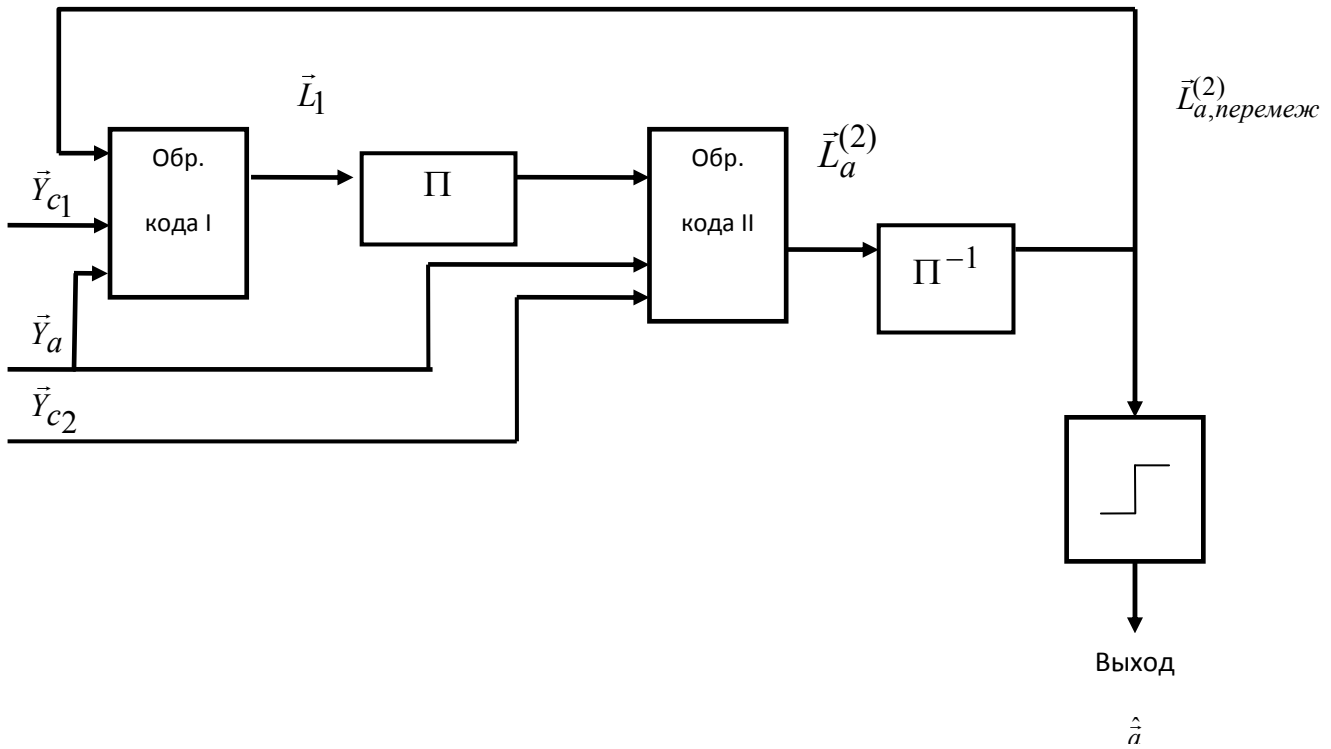 L⃗₁
L⃗ₐ⁽²⁾
L⃗⁽²⁾ₐ,перемеж
Обр.
кода I
П
Обр.
кода II
П⁻¹
Y⃗c₁
Y⃗a
Y⃗c₂
Выход
â⃗